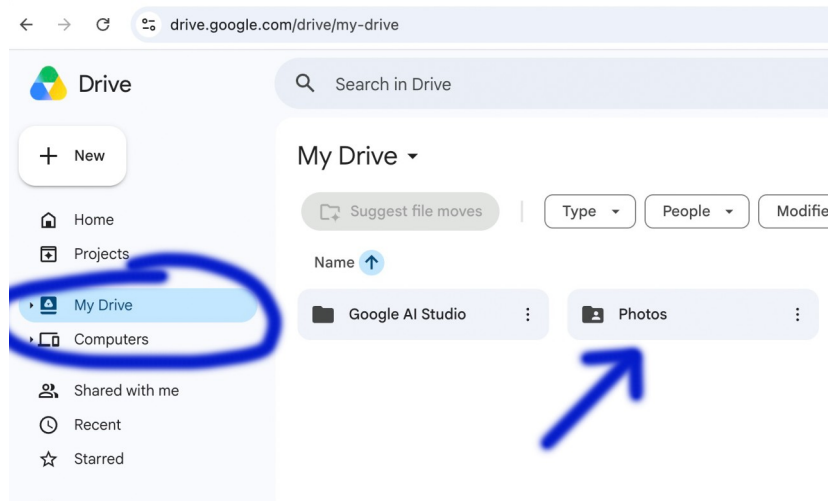 drive.google.com/drive/my-drive
Drive
Search in Drive
New
My Drive
Suggest file moves
Type
People
Modifie
Home
Projects
Name
My Drive
Google AI Studio
Photos
Computers
Shared with me
Recent
Starred